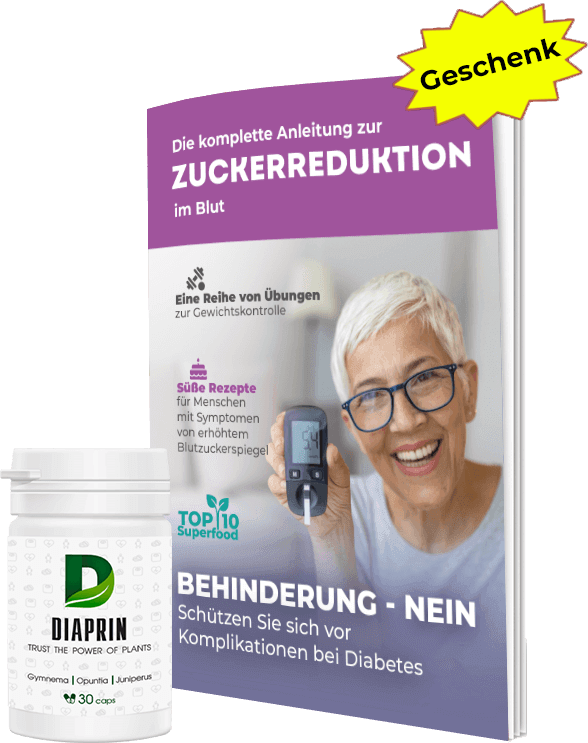 Geschenk
Die komplette Anleitung zur
ZUCKERREDUKTION
im Blut
Eine Reihe von Übungen
zur Gewichtskontrolle
Süße Rezepte
für Menschen
mit Symptomen
von erhöhtem
Blutzuckerspiegel
5.4
TOP 10
Superfood
BEHINDERUNG - NEIN
Schützen Sie sich vor
Komplikationen bei Diabetes
D
DIAPRIN
TRUST THE POWER OF PLANTS
Gymnema | Opuntia | Juniperus
30 caps